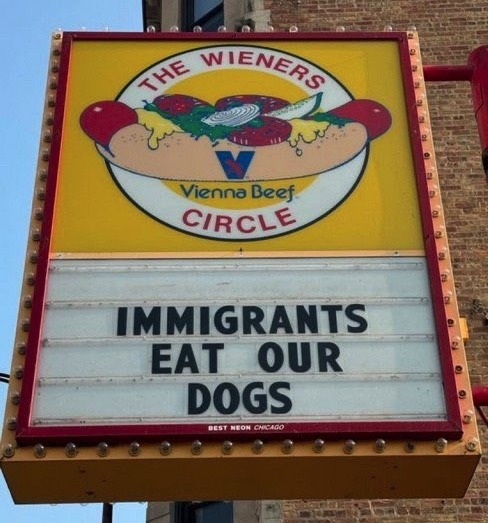 THE WIENERS
Vienna Beef
CIRCLE
IMMIGRANTS
EAT OUR
DOGS
BEST NEON CHICAGO